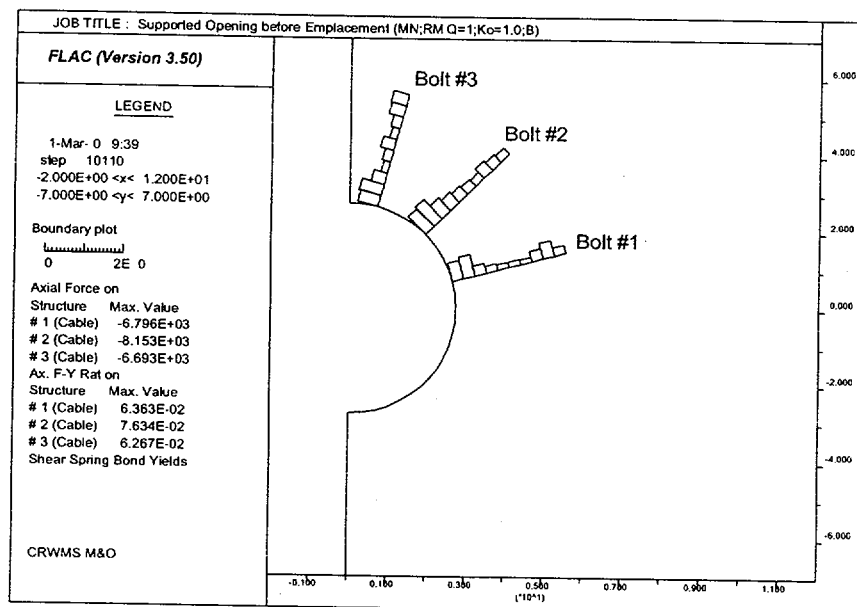 JOB TITLE : Supported Opening before Emplacement (MN;RM Q=1;Ko=1.0;B)
FLAC (Version 3.50)
LEGEND
1-Mar- 0 9:39
step 10110
-2.000E+00 <x< 1.200E+01
-7.000E+00 <y< 7.000E+00
Boundary plot
0 2E 0
Axial Force on
Structure Max. Value
# 1 (Cable) -6.796E+03
# 2 (Cable) -8.153E+03
# 3 (Cable) -6.693E+03
Ax. F-Y Rat on
Structure Max. Value
# 1 (Cable) 6.363E-02
# 2 (Cable) 7.634E-02
# 3 (Cable) 6.267E-02
Shear Spring Bond Yields
CRWMS M&O
Bolt #3
Bolt #2
Bolt #1
6.000
4.000
2.000
0.000
-2.000
-4.000
-6.000
-0.100 0.100 0.300 0.500 0.700 0.900 1.100
(*10^1)